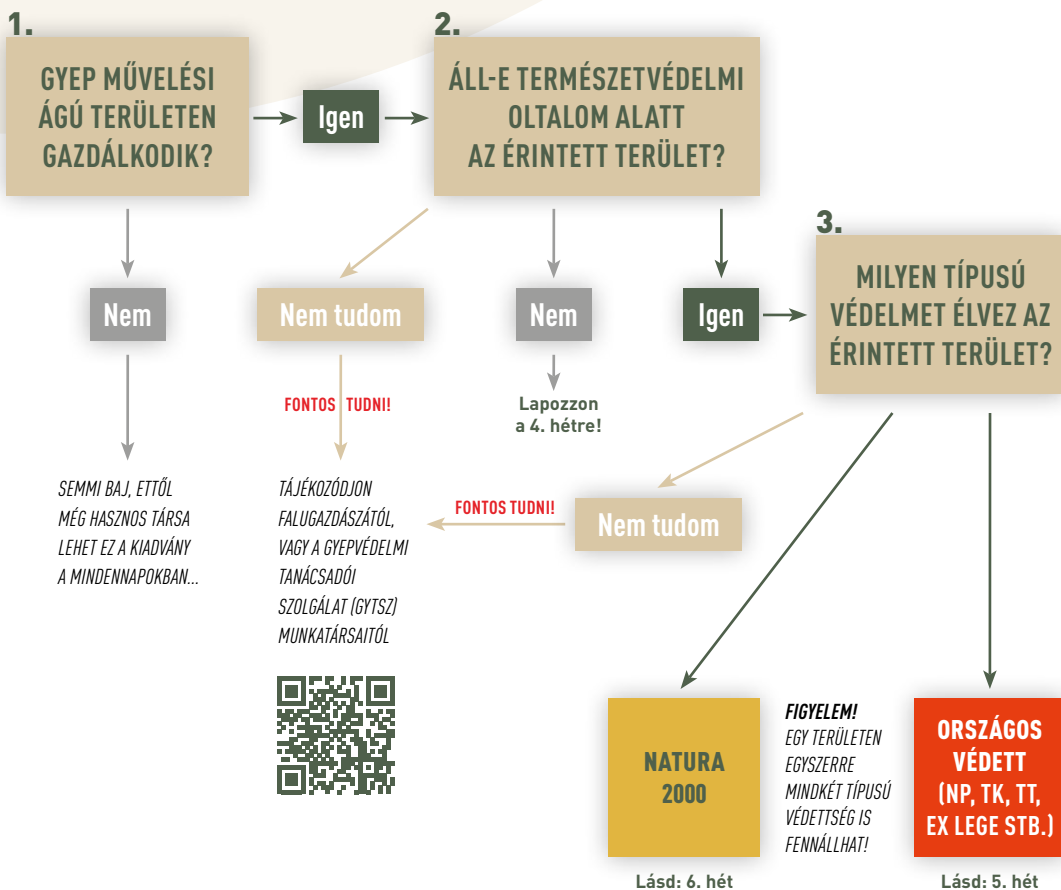 1.
GYEP MŰVELÉSI
ÁGÚ TERÜLETEN
GAZDÁLKODIK?
Igen
2.
ÁLL-E TERMÉSZETVÉDELMI
OLTALOM ALATT
AZ ÉRINTETT TERÜLET?
Nem
Nem tudom
Nem
Igen
3.
MILYEN TÍPUSÚ
VÉDELMET ÉLVEZ AZ
ÉRINTETT TERÜLET?
FONTOS TUDNI!
Lapozzon
a 4. hétre!
SEMMI BAJ, ETTŐL
MÉG HASZNOS TÁRSA
LEHET EZ A KIADVÁNY
A MINDENNAPOKBAN...
TÁJÉKOZÓDJON
FALUGAZDÁSZÁTÓL,
VAGY A GYEPVÉDELMI
TANÁCSADÓI
SZOLGÁLAT (GYTSZ)
MUNKATÁRSAITÓL
FONTOS TUDNI!
Nem tudom
NATURA
2000
Lásd: 6. hét
FIGYELEM!
EGY TERÜLETEN
EGYSZERRE
MINDKÉT TÍPUSÚ
VÉDETTSÉG IS
FENNÁLLHAT!
ORSZÁGOS
VÉDETT
(NP, TK, TT,
EX LEGE STB.)
Lásd: 5. hét